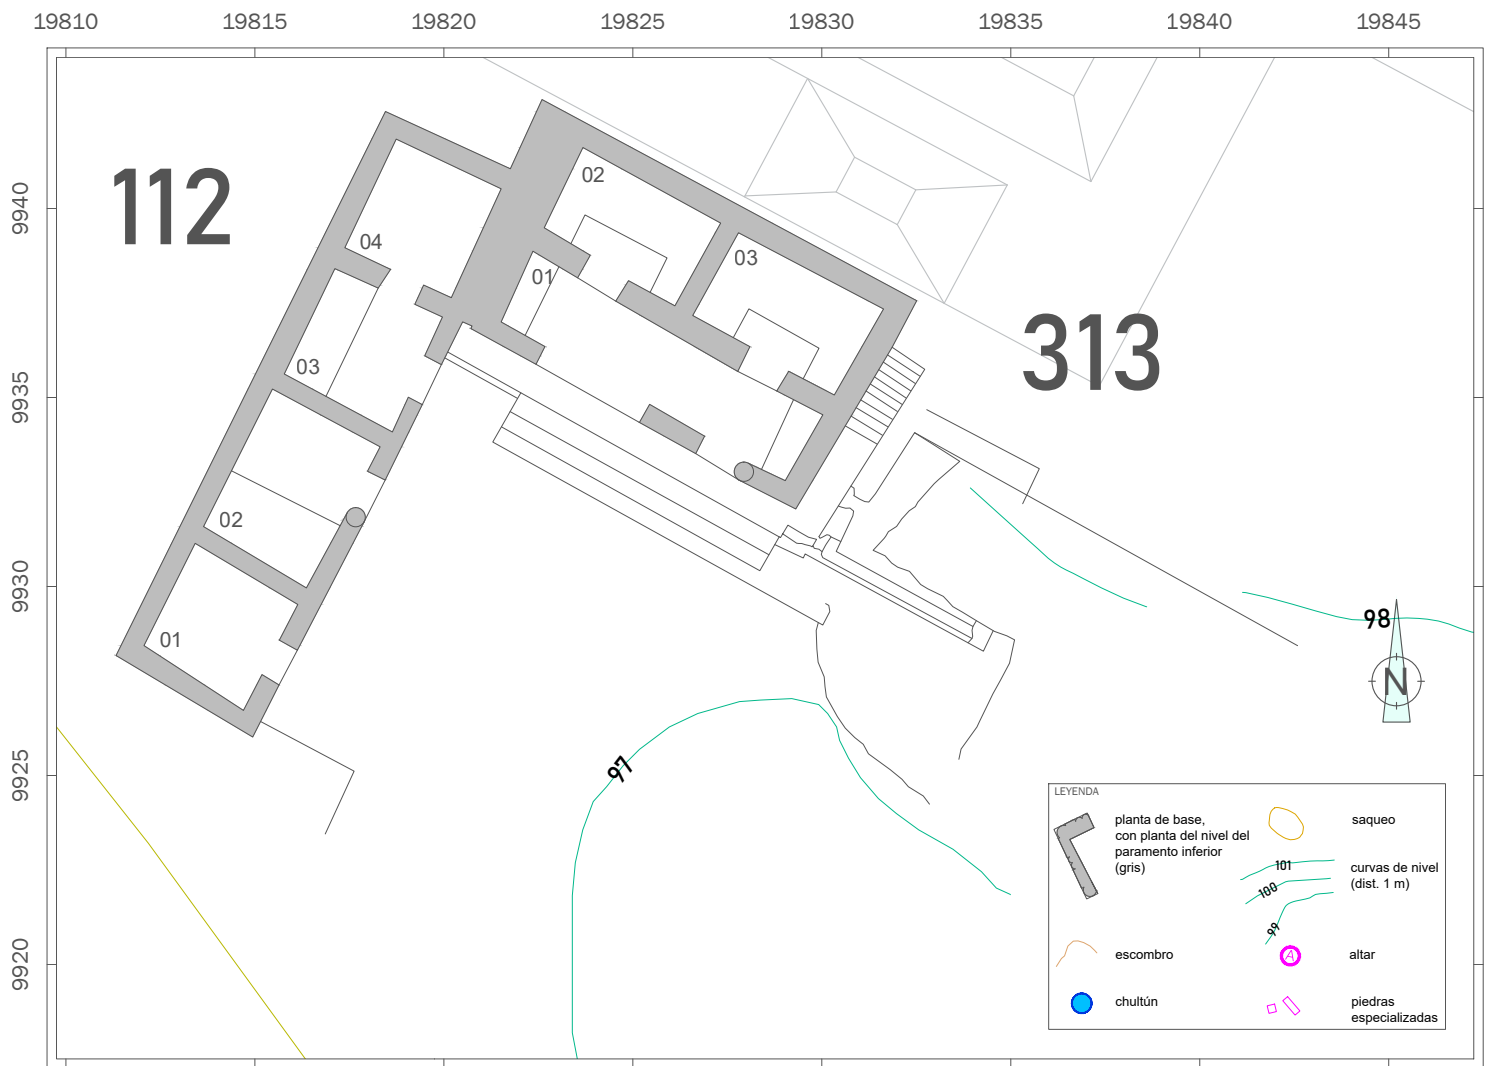 19810 19815 19820 19825 19830 19835 19840 19845
112
02
9940
04
03
01
313
9935
03
02
9930
98
01
N
97
9925
LEYENDA
planta de base,
con planta del nivel del
paramento inferior
(gris)
saqueo
101
curvas de nivel
(dist. 1 m)
100
99
9920
escombro
A
altar
chultún
piedras
especializadas